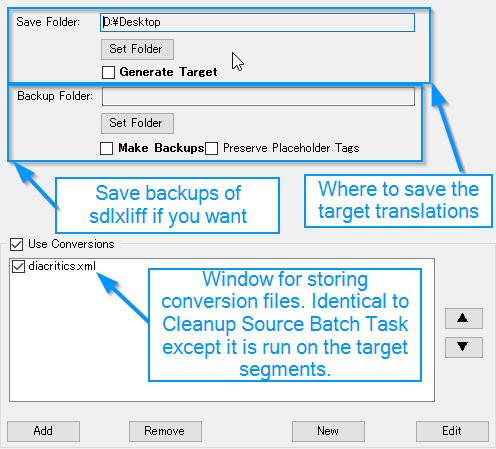 Save Folder: D:¥Desktop
Set Folder
Generate Target
Backup Folder:
Set Folder
Make Backups Preserve Placeholder Tags
Save backups of
sdlxliff if you want
Where to save the
target translations
Use Conversions
diacritics.xml
Window for storing
conversion files. Identical to
Cleanup Source Batch Task
except it is run on the target
segments.
▲
▼
Add Remove New Edit